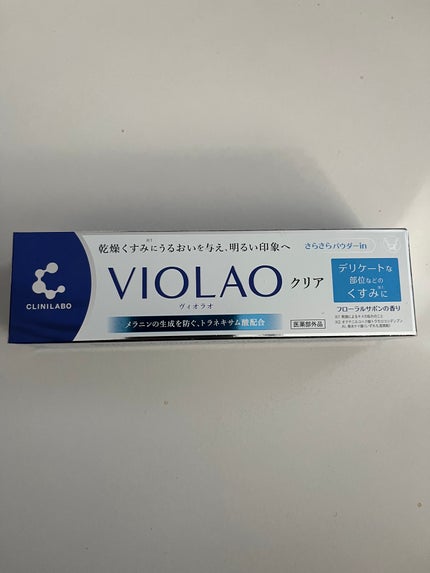 乾燥くすみ※1にうるおいを与え、明るい印象へ
さらさらパウダーin
VIOLAO クリア
ヴィオラオ
デリケートな
部位などの
くすみに
CLINILABO
メラニンの生成を防ぐ、トラネキサム酸配合
医薬部外品
フローラルサボンの香り